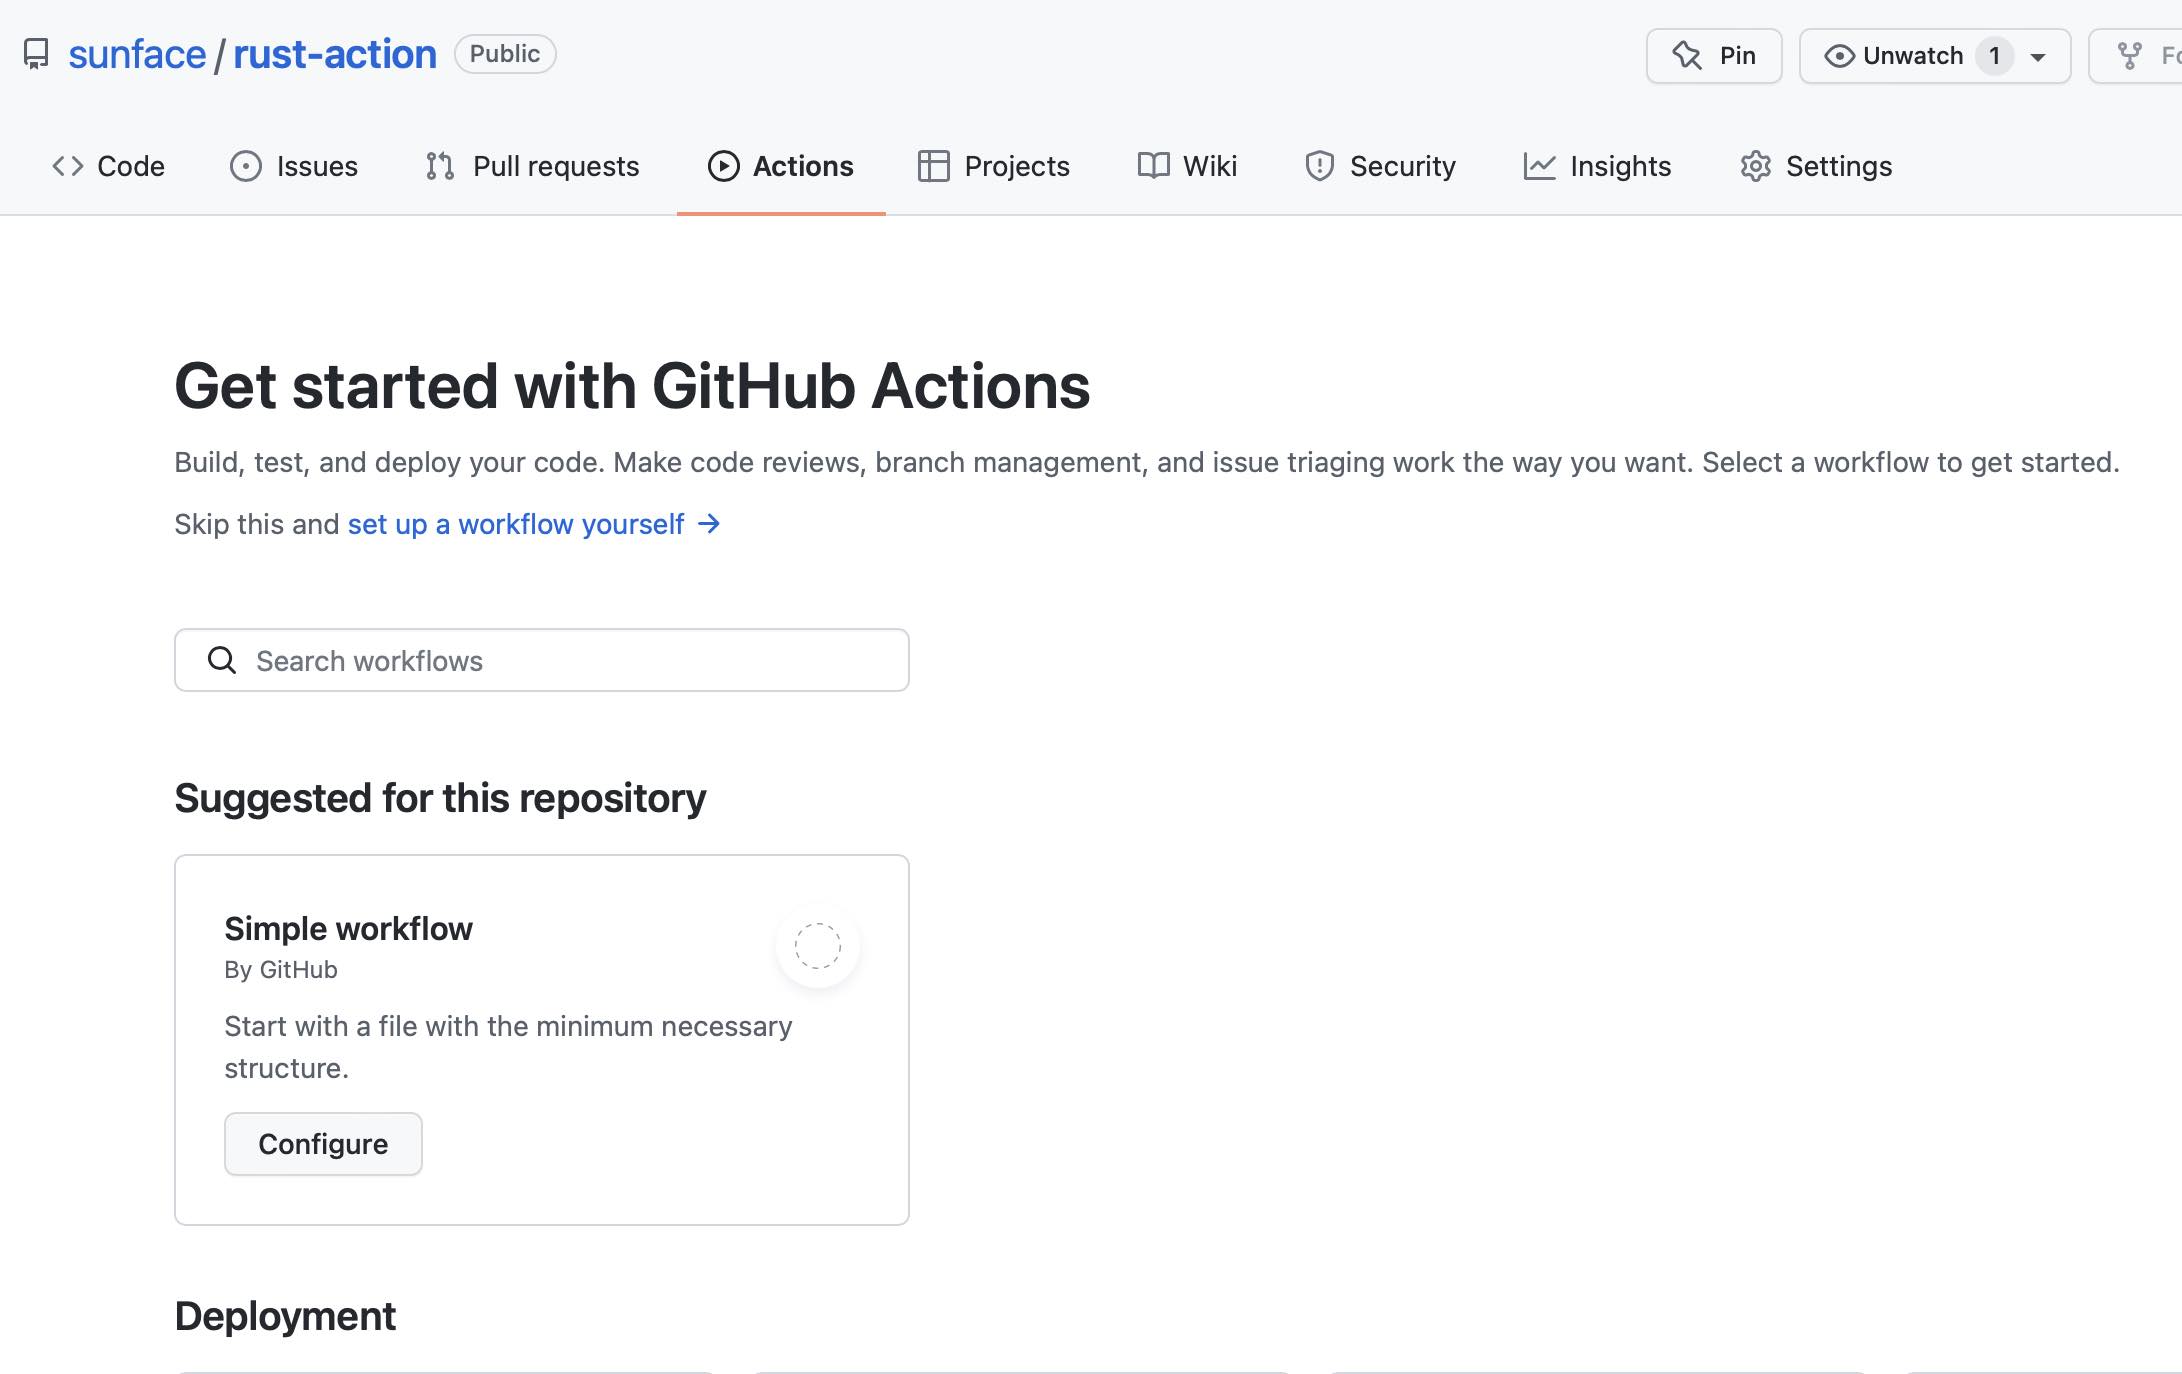 sunface / rust-action Public Pin Unwatch 1
Code Issues Pull requests Actions Projects Wiki Security Insights Settings
Get started with GitHub Actions
Build, test, and deploy your code. Make code reviews, branch management, and issue triaging work the way you want. Select a workflow to get started.
Skip this and set up a workflow yourself →
Search workflows
Suggested for this repository
Simple workflow
By GitHub
Start with a file with the minimum necessary
structure.
Configure
Deployment